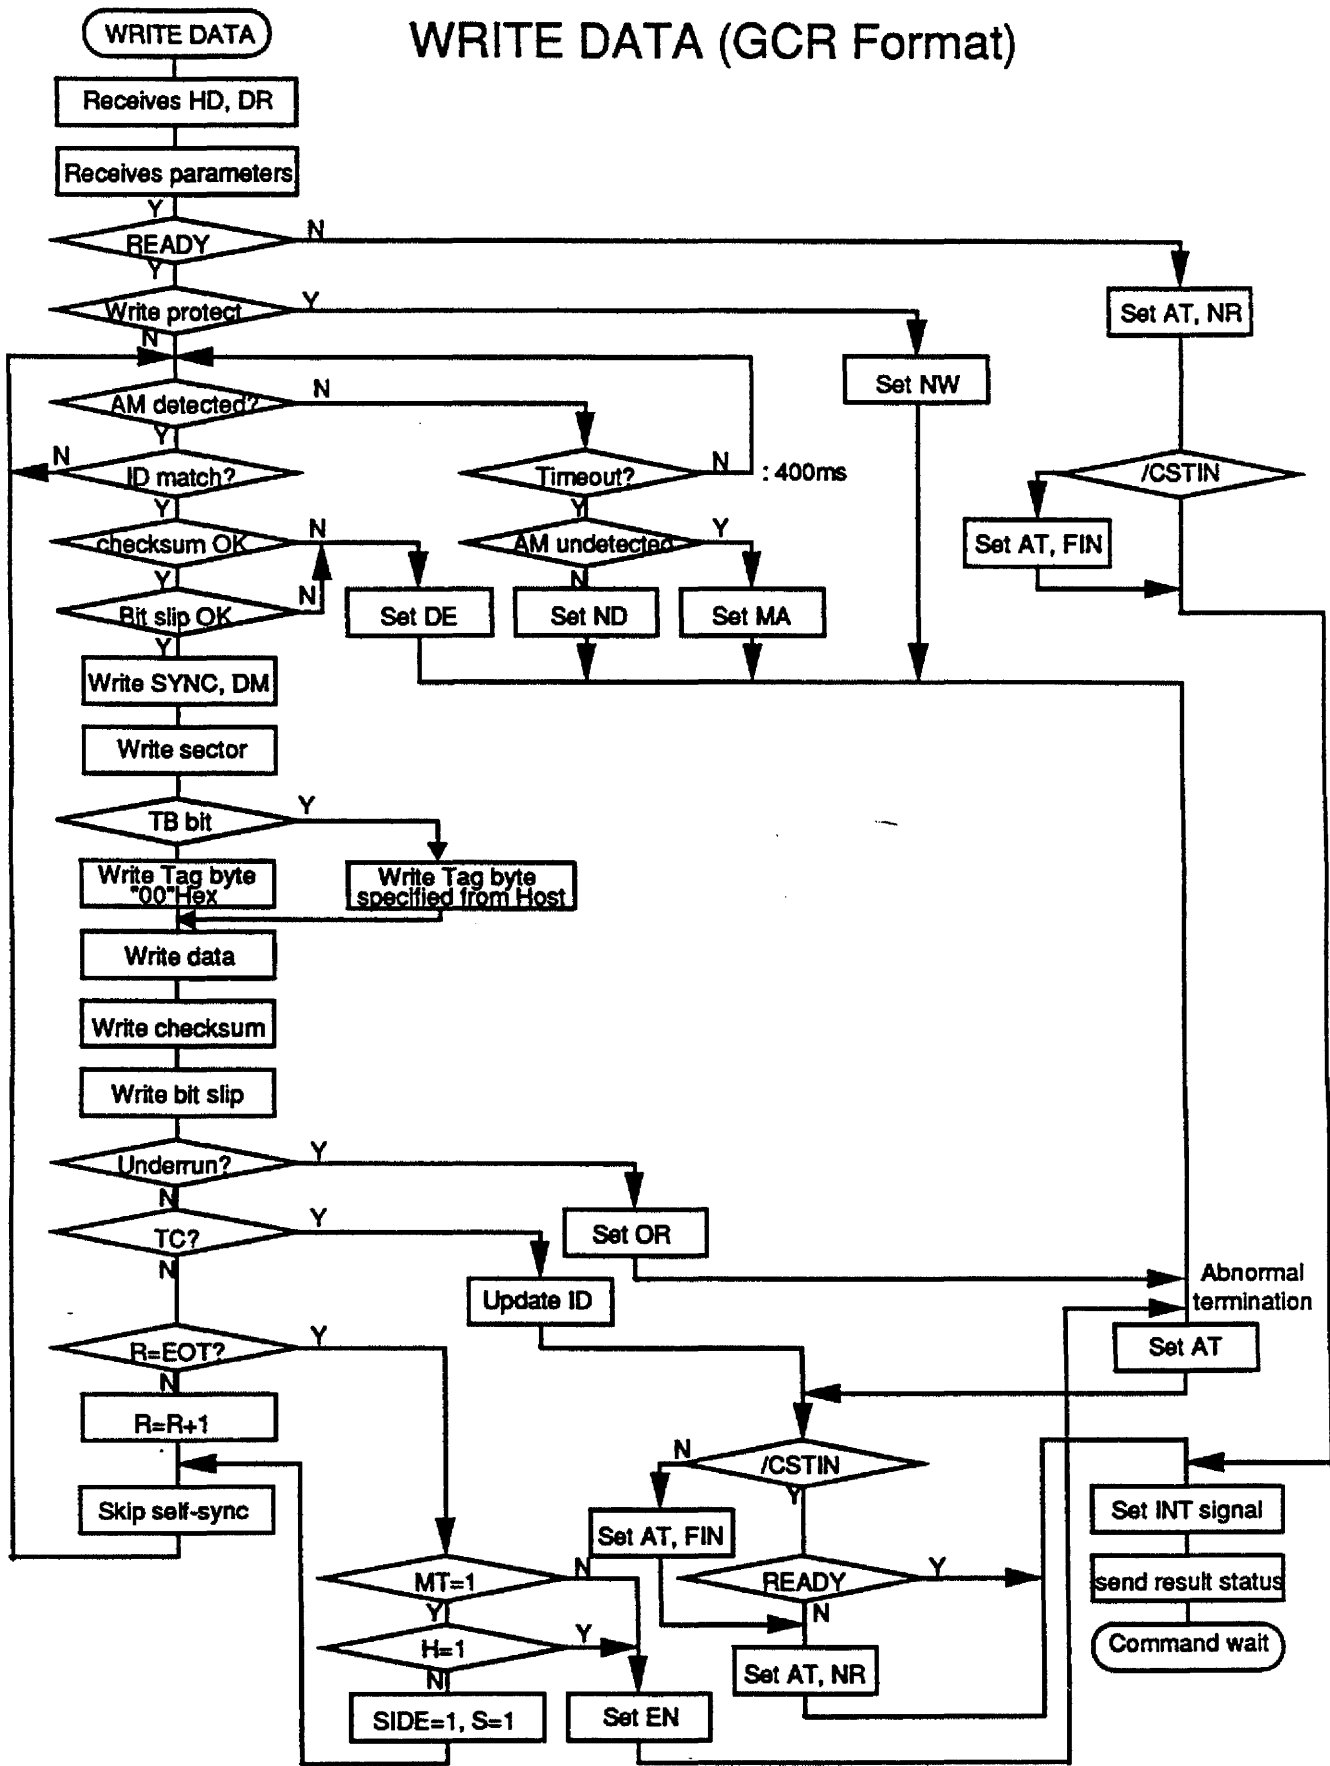 WRITE DATA
WRITE DATA (GCR Format)
Receives HD, DR
Receives parameters
Y
READY
N
Y
Write protect
Y
Set AT, NR
N
Set NW
AM detected?
N
Y
N
ID match?
Timeout?
N
: 400ms
/CSTIN
Y
Y
N
Y
checksum OK
AM undetected
Set AT, FIN
Y
N
N
Bit slip OK
Set DE
Set ND
Set MA
Y
Write SYNC, DM
Write sector
Y
TB bit
Write Tag byte
"00"Hex
Write Tag byte
specified from Host
Write data
Write checksum
Write bit slip
Y
Underrun?
N
Y
TC?
Set OR
N
Abnormal
termination
Update ID
Y
R=EOT?
Set AT
N
R=R+1
N
/CSTIN
Y
Skip self-sync
Set INT signal
Set AT, FIN
N
MT=1
READY
Y
send result status
Y
N
Y
H=1
Command wait
N
Set AT, NR
SIDE=1, S=1
Set EN